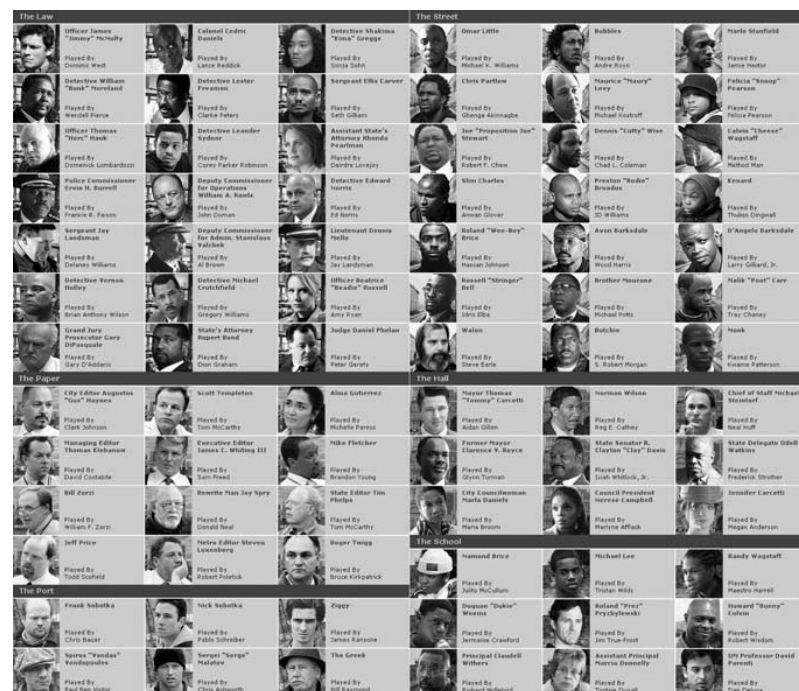 The Law
Officer James
"Jimmy" McNulty
Played By
Dominic West
Colonel Cedric
Daniels
Played By
Lance Reddick
Detective Shakima
"Kima" Greggs
Played By
Sonja Sohn
Detective William
"Bunk" Moreland
Played By
Wendell Pierce
Detective Lester
Freamon
Played By
Clarke Peters
Sergeant Ellis Carver
Played By
Seth Gilliam
Officer Thomas
"Herc" Hauk
Played By
Domenick Lombardozzi
Detective Leander
Sydnor
Played By
Corey Parker Robinson
Assistant State's
Attorney Rhonda
Pearlman
Played By
Deirdre Lovejoy
Police Commissioner
Ervin H. Burrell
Played By
Frankie R. Faison
Deputy Commissioner
for Operations
William A. Rawls
Played By
John Doman
Detective Edward
Norris
Played By
Ed Norris
Sergeant Jay
Landsman
Played By
Delaney Williams
Deputy Commissioner
for Admin. Stanislaus
Valchek
Played By
Al Brown
Lieutenant Dennis
Mello
Played By
Jay Landsman
Detective Vernon
Holley
Played By
Brian Anthony Wilson
Detective Michael
Crutchfield
Played By
Gregory Williams
Officer Beatrice
"Beadie" Russell
Played By
Amy Ryan
Grand Jury
Prosecutor Gary
DiPasquale
Played By
Gary D'Addario
State's Attorney
Rupert Bond
Played By
Dion Graham
Judge Daniel Phelan
Played By
Peter Gerety
The Street
Omar Little
Played By
Michael K. Williams
Bubbles
Played By
Andre Royo
Marlo Stanfield
Played By
Jamie Hector
Chris Partlow
Played By
Gbenga Akinnagbe
Maurice "Maury"
Levy
Played By
Michael Kostroff
Felicia "Snoop"
Pearson
Played By
Felicia Pearson
Joe "Proposition Joe"
Stewart
Played By
Robert F. Chew
Dennis "Cutty" Wise
Played By
Chad L. Coleman
Calvin "Cheese"
Wagstaff
Played By
Method Man
Slim Charles
Played By
Anwan Glover
Preston "Bodie"
Broadus
Played By
JD Williams
Kenard
Played By
Thuliso Dingwall
Roland "Wee-Bey"
Brice
Played By
Hassan Johnson
Avon Barksdale
Played By
Wood Harris
D'Angelo Barksdale
Played By
Larry Gilliard, Jr.
Russell "Stringer"
Bell
Played By
Idris Elba
Brother Mouzone
Played By
Michael Potts
Malik "Poot" Carr
Played By
Tray Chaney
Walon
Played By
Steve Earle
Butchie
Played By
S. Robert Morgan
Monk
Played By
Kwame Patterson
The Paper
City Editor Augustus
"Gus" Haynes
Played By
Clark Johnson
Scott Templeton
Played By
Tom McCarthy
Alma Gutierrez
Played By
Michelle Paress
Managing Editor
Thomas Klebanow
Played By
David Costabile
Executive Editor
James C. Whiting III
Played By
Sam Freed
Mike Fletcher
Played By
Brandon Young
Bill Zorzi
Played By
William F. Zorzi
Rewrite Man Jay Spry
Played By
Donald Neal
State Editor Tim
Phelps
Played By
Tom McCarthy
Jeff Price
Played By
Todd Scofield
Metro Editor Steven
Luxenberg
Played By
Robert Poletick
Roger Twigg
Played By
Bruce Kirkpatrick
The Hall
Mayor Thomas
"Tommy" Carcetti
Played By
Aidan Gillen
Norman Wilson
Played By
Reg E. Cathey
Chief of Staff Michael
Steintorf
Played By
Neal Huff
Former Mayor
Clarence V. Royce
Played By
Glynn Turman
State Senator R.
Clayton "Clay" Davis
Played By
Isiah Whitlock, Jr.
State Delegate Odell
Watkins
Played By
Frederick Strother
City Councilwoman
Marla Daniels
Played By
Maria Broom
Council President
Nerese Campbell
Played By
Marlyne Afflack
Jennifer Carcetti
Played By
Megan Anderson
The School
Namond Brice
Played By
Julito McCullum
Michael Lee
Played By
Tristan Wilds
Randy Wagstaff
Played By
Maestro Harrell
Duquan "Dukie"
Weems
Played By
Jermaine Crawford
Roland "Prez"
Pryzbylewski
Played By
Jim True-Frost
Howard "Bunny"
Colvin
Played By
Robert Wisdom
Principal Claudell
Withers
Played By
Assistant Principal
Marcia Donnelly
Played By
Professor David
Parenti
Played By
Dan DeLuca
The Port
Frank Sobotka
Played By
Chris Bauer
Nick Sobotka
Played By
Pablo Schreiber
Ziggy
Played By
James Ransone
Spiros "Vondas"
Vondopoulos
Played By
Paul Ben Victor
Sergei "Serge"
Malatov
Played By
Chris Ashworth
The Greek
Played By
Bill Raymond